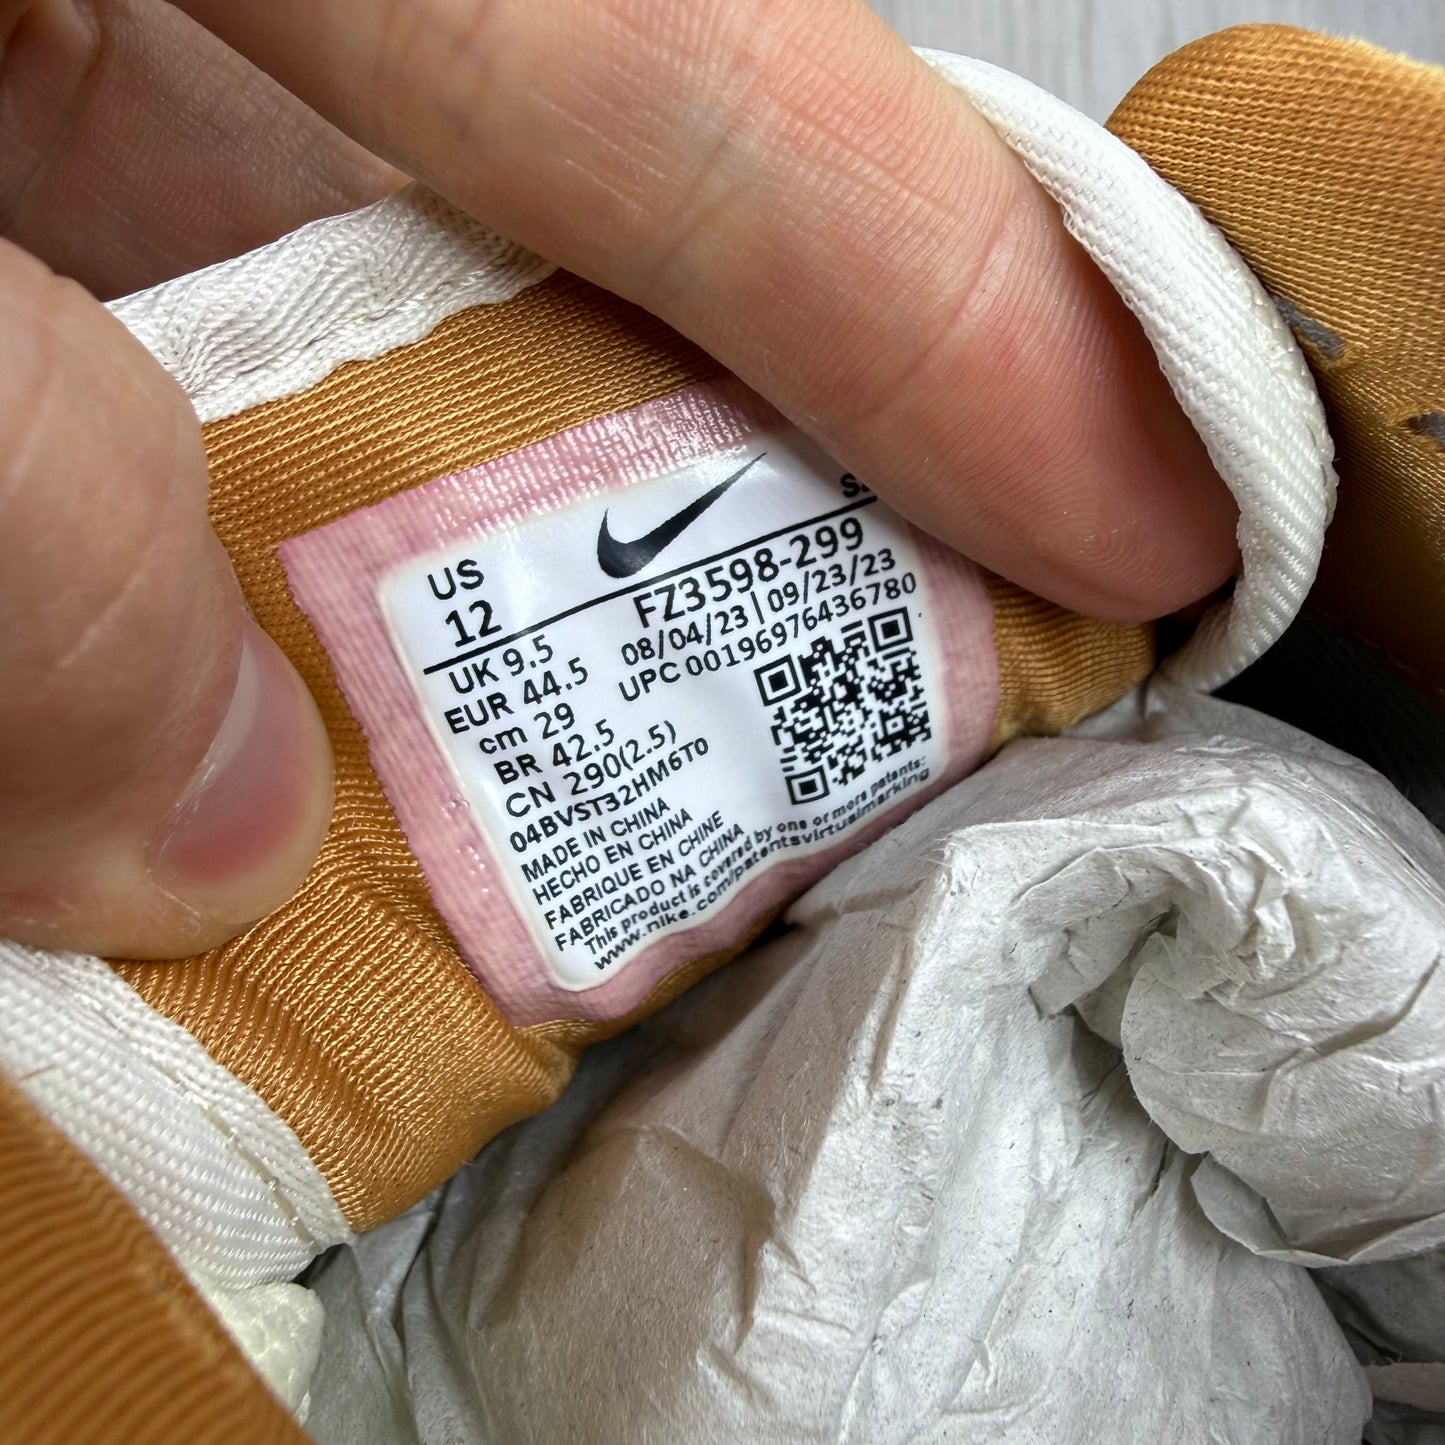 US
12
UK 9.5
EUR 44.5
cm 29
BR 42.5
CN 290(2.5)
04BVST32HM6T0
MADE IN CHINA
HECHO EN CHINA
FABRIQUE EN CHINE
FABRICADO NA CHINA
This product is covered by one or more patents:
www.nike.com/patentsvirtualmarking
FZ3598-299
08/04/23 | 09/23/23
UPC 00196976436780